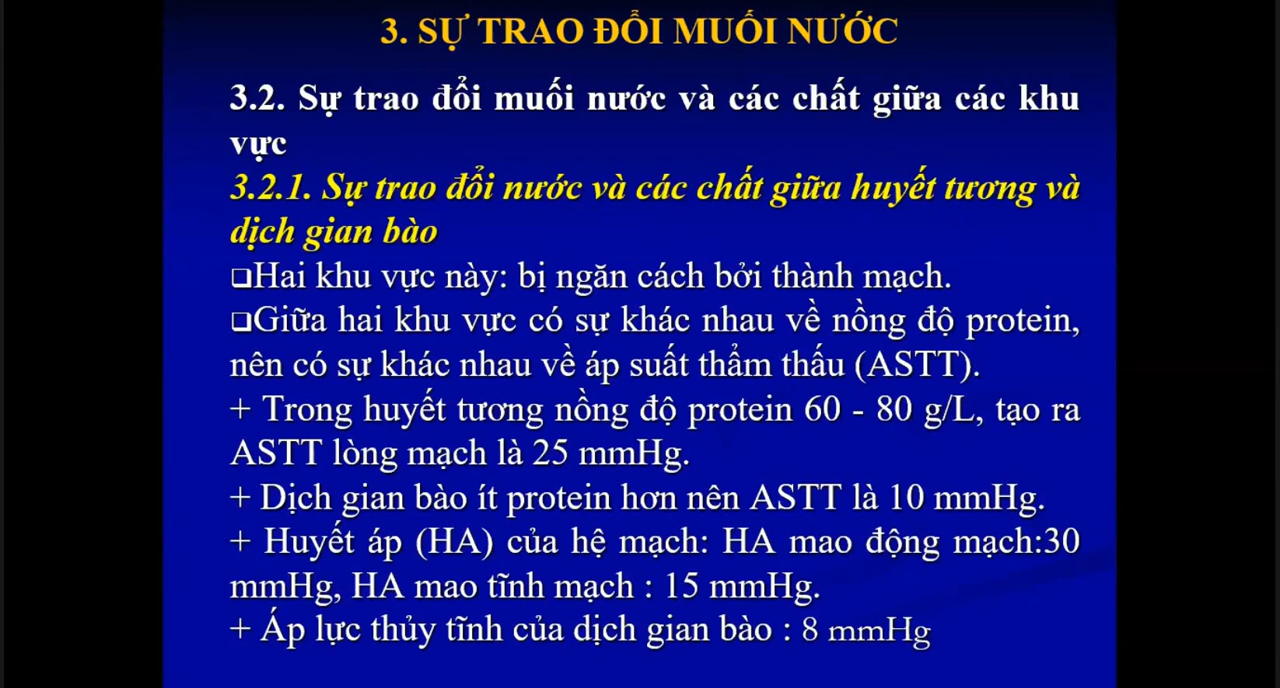 3. SỰ TRAO ĐỔI MUỐI NƯỚC
3.2. Sự trao đổi muối nước và các chất giữa các khu
vực
3.2.1. Sự trao đổi nước và các chất giữa huyết tương và
dịch gian bào
❑Hai khu vực này: bị ngăn cách bởi thành mạch.
❑Giữa hai khu vực có sự khác nhau về nồng độ protein,
nên có sự khác nhau về áp suất thẩm thấu (ASTT).
+ Trong huyết tương nồng độ protein 60 - 80 g/L, tạo ra
ASTT lòng mạch là 25 mmHg.
+ Dịch gian bào ít protein hơn nên ASTT là 10 mmHg.
+ Huyết áp (HA) của hệ mạch: HA mao động mạch:30
mmHg, HA mao tĩnh mạch : 15 mmHg.
+ Áp lực thủy tĩnh của dịch gian bào : 8 mmHg